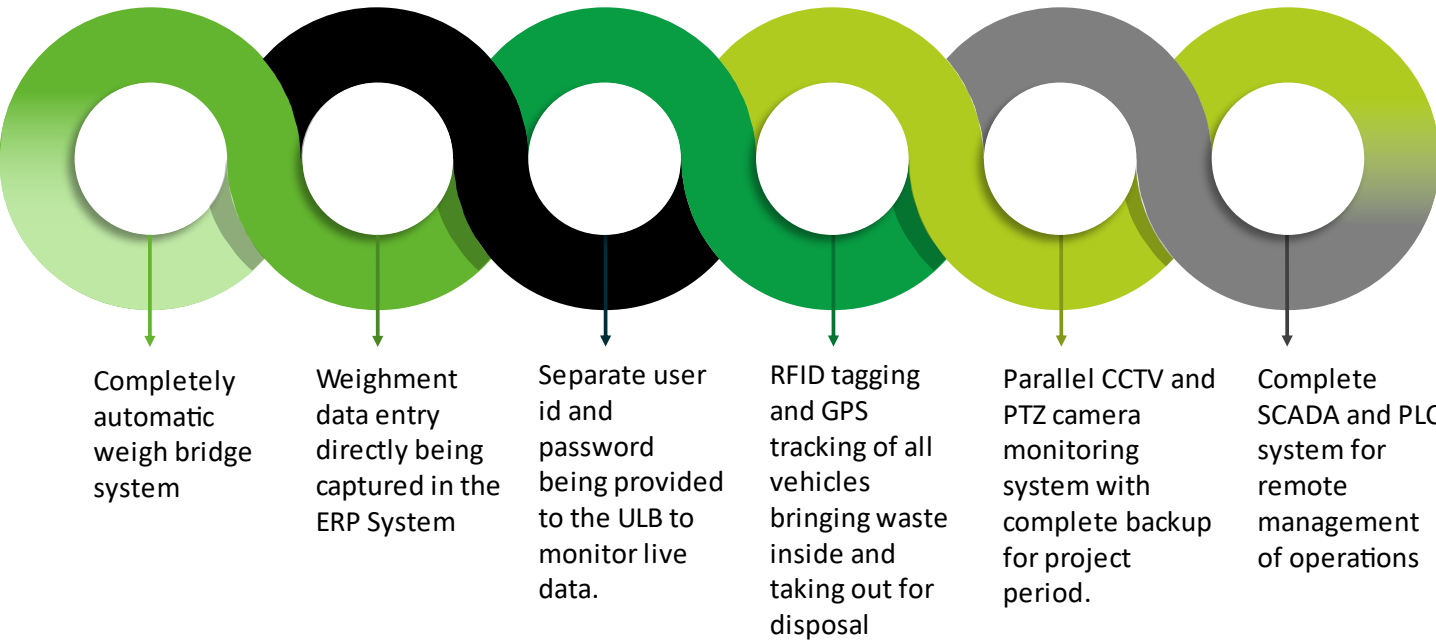 Completely
automatic
weigh bridge
system
Weighment
data entry
directly being
captured in the
ERP System
Separate user
id and
password
being provided
to the ULB to
monitor live
data.
RFID tagging
and GPS
tracking of all
vehicles
bringing waste
inside and
taking out for
disposal
Parallel CCTV and
PTZ camera
monitoring
system with
complete backup
for project
period.
Complete
SCADA and PLC
system for
remote
management
of operations